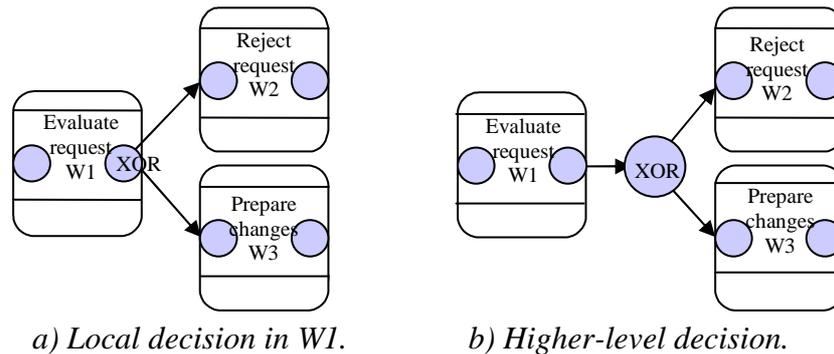 Reject
request
W2
Evaluate
request
W1
XOR
Prepare
changes
W3
Reject
request
W2
Evaluate
request
W1
XOR
Prepare
changes
W3
a) Local decision in W1.
b) Higher-level decision.